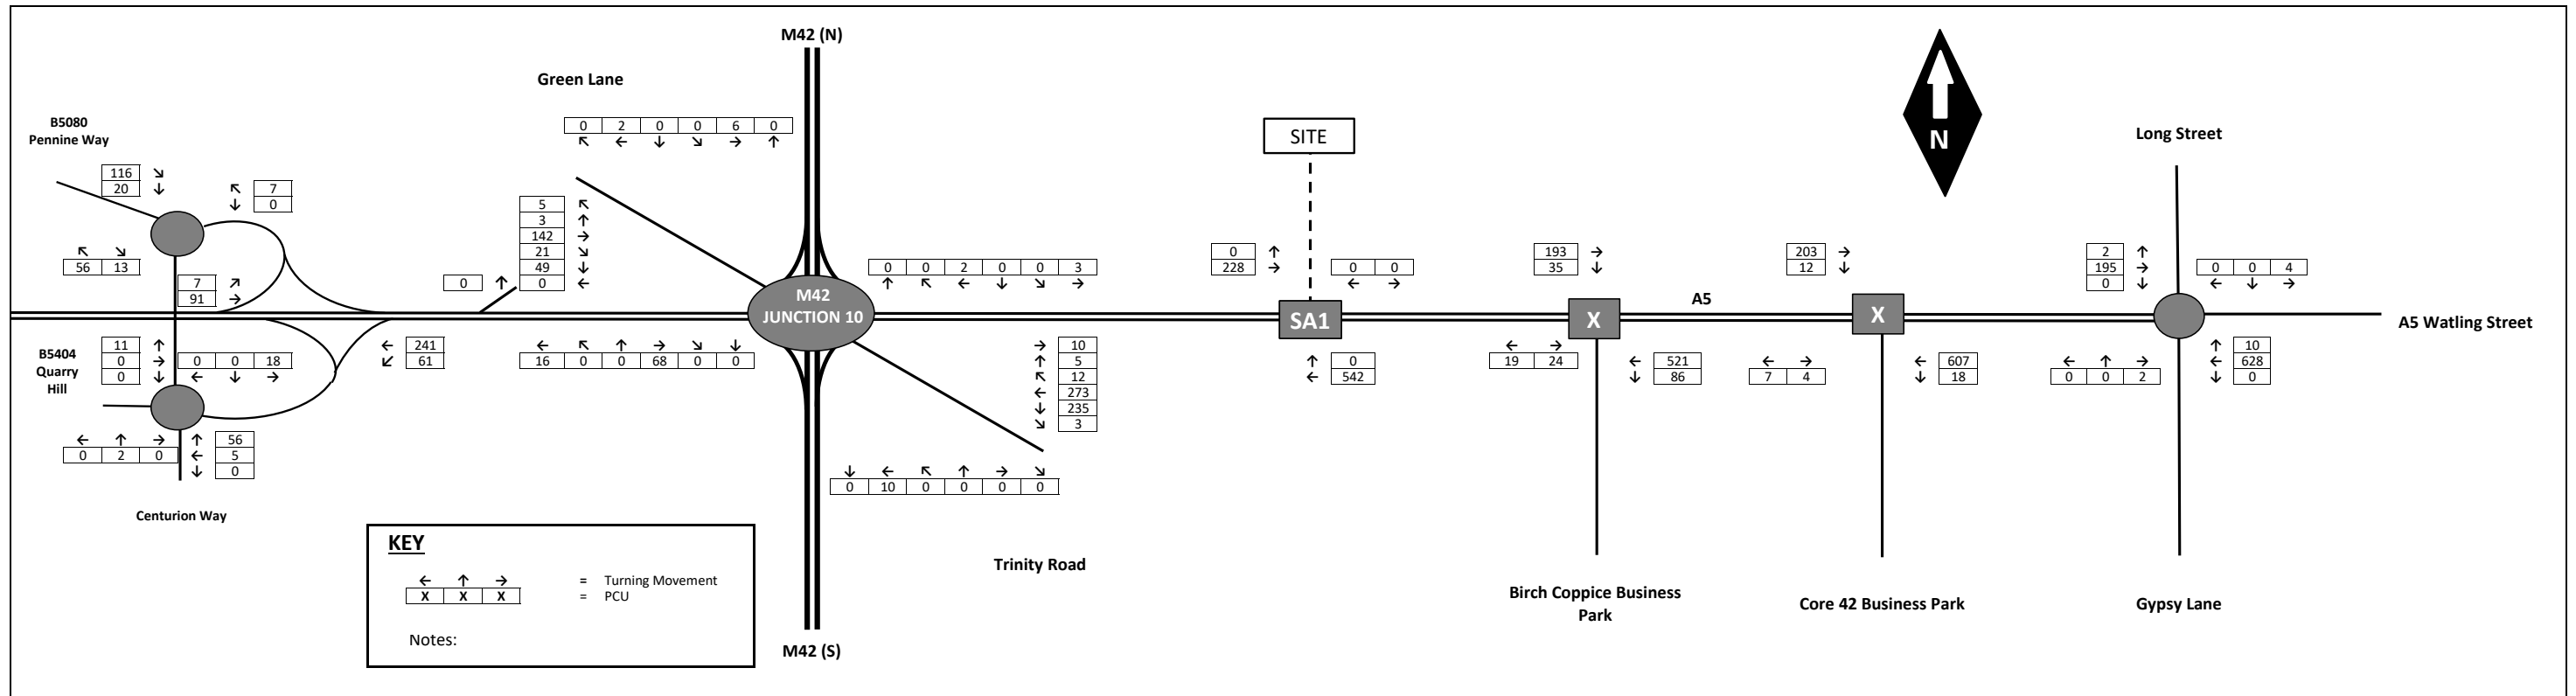 M42 (N)
Green Lane
0 2 0 0 6 0
↖ ← ↓ ↘ → ↑
B5080
Pennine Way
116 ↘
20 ↓
↖ 7
↓ 0
↖ ↘
56 13
7 ↗
91 →
5 ↖
3 ↑
142 →
21 ↘
49 ↓
0 ←
0 ↑
M42
JUNCTION 10
0 0 2 0 0 3
↑ ↖ ← ↓ ↘ →
SITE
0 ↑
228 →
0 0
← →
SA1
↑ 0
← 542
193 →
35 ↓
X
A5
203 →
12 ↓
X
N
Long Street
2 ↑
195 →
0 ↓
0 0 4
← ↓ →
A5 Watling Street
B5404
Quarry
Hill
11 ↑
0 →
0 ↓
0 0 18
← ↓ →
← 241
↙ 61
← ↖ ↑ → ↘ ↓
16 0 0 68 0 0
→ 10
↑ 5
↖ 12
← 273
↓ 235
↘ 3
← →
19 24
← 521
↓ 86
← →
7 4
← 607
↓ 18
← ↑ →
0 0 2
↑ 10
← 628
↓ 0
← ↑ →
0 2 0
↑ 56
← 5
↓ 0
↓ ← ↖ ↑ → ↘
0 10 0 0 0 0
Centurion Way
KEY
← ↑ → = Turning Movement
X X X = PCU
Notes:
Trinity Road
M42 (S)
Birch Coppice Business
Park
Core 42 Business Park
Gypsy Lane